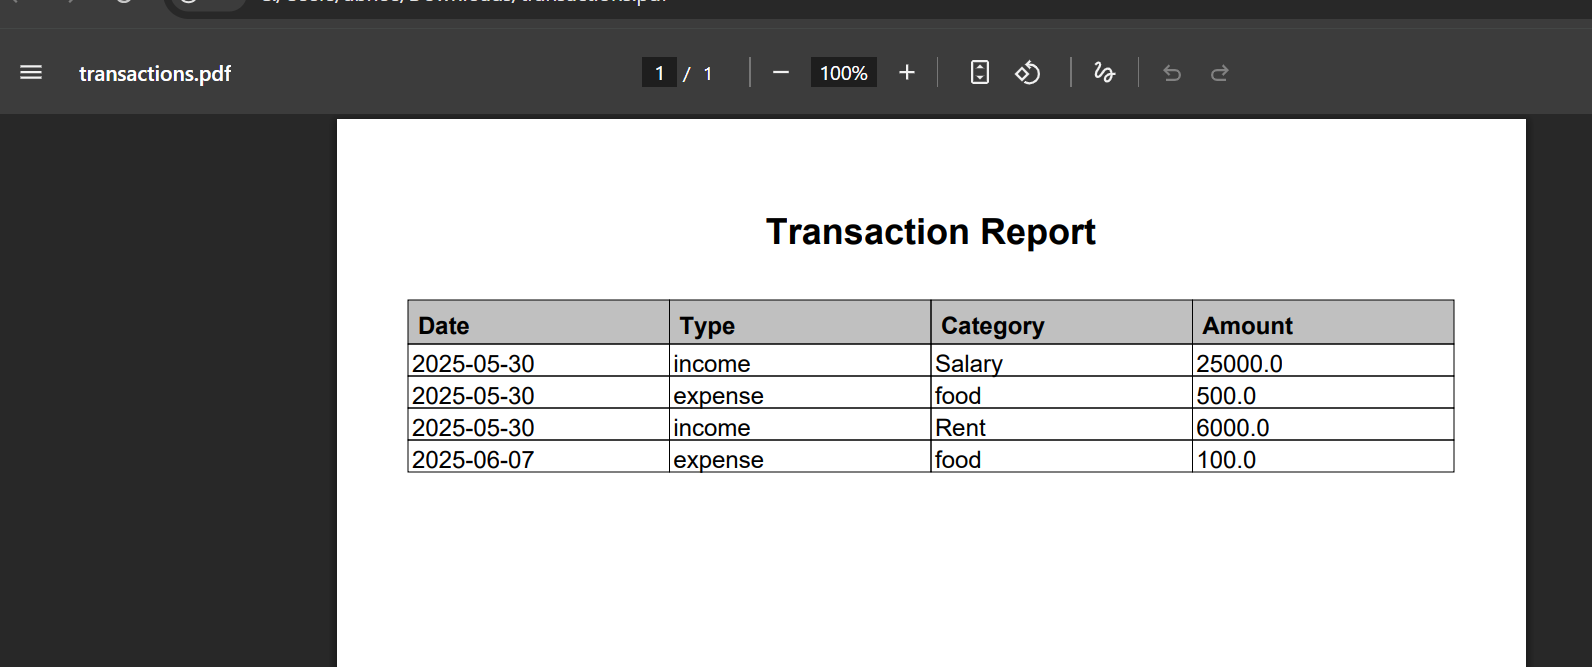 transactions.pdf
1 / 1
100%
Transaction Report
Date Type Category Amount
2025-05-30 income Salary 25000.0
2025-05-30 expense food 500.0
2025-05-30 income Rent 6000.0
2025-06-07 expense food 100.0